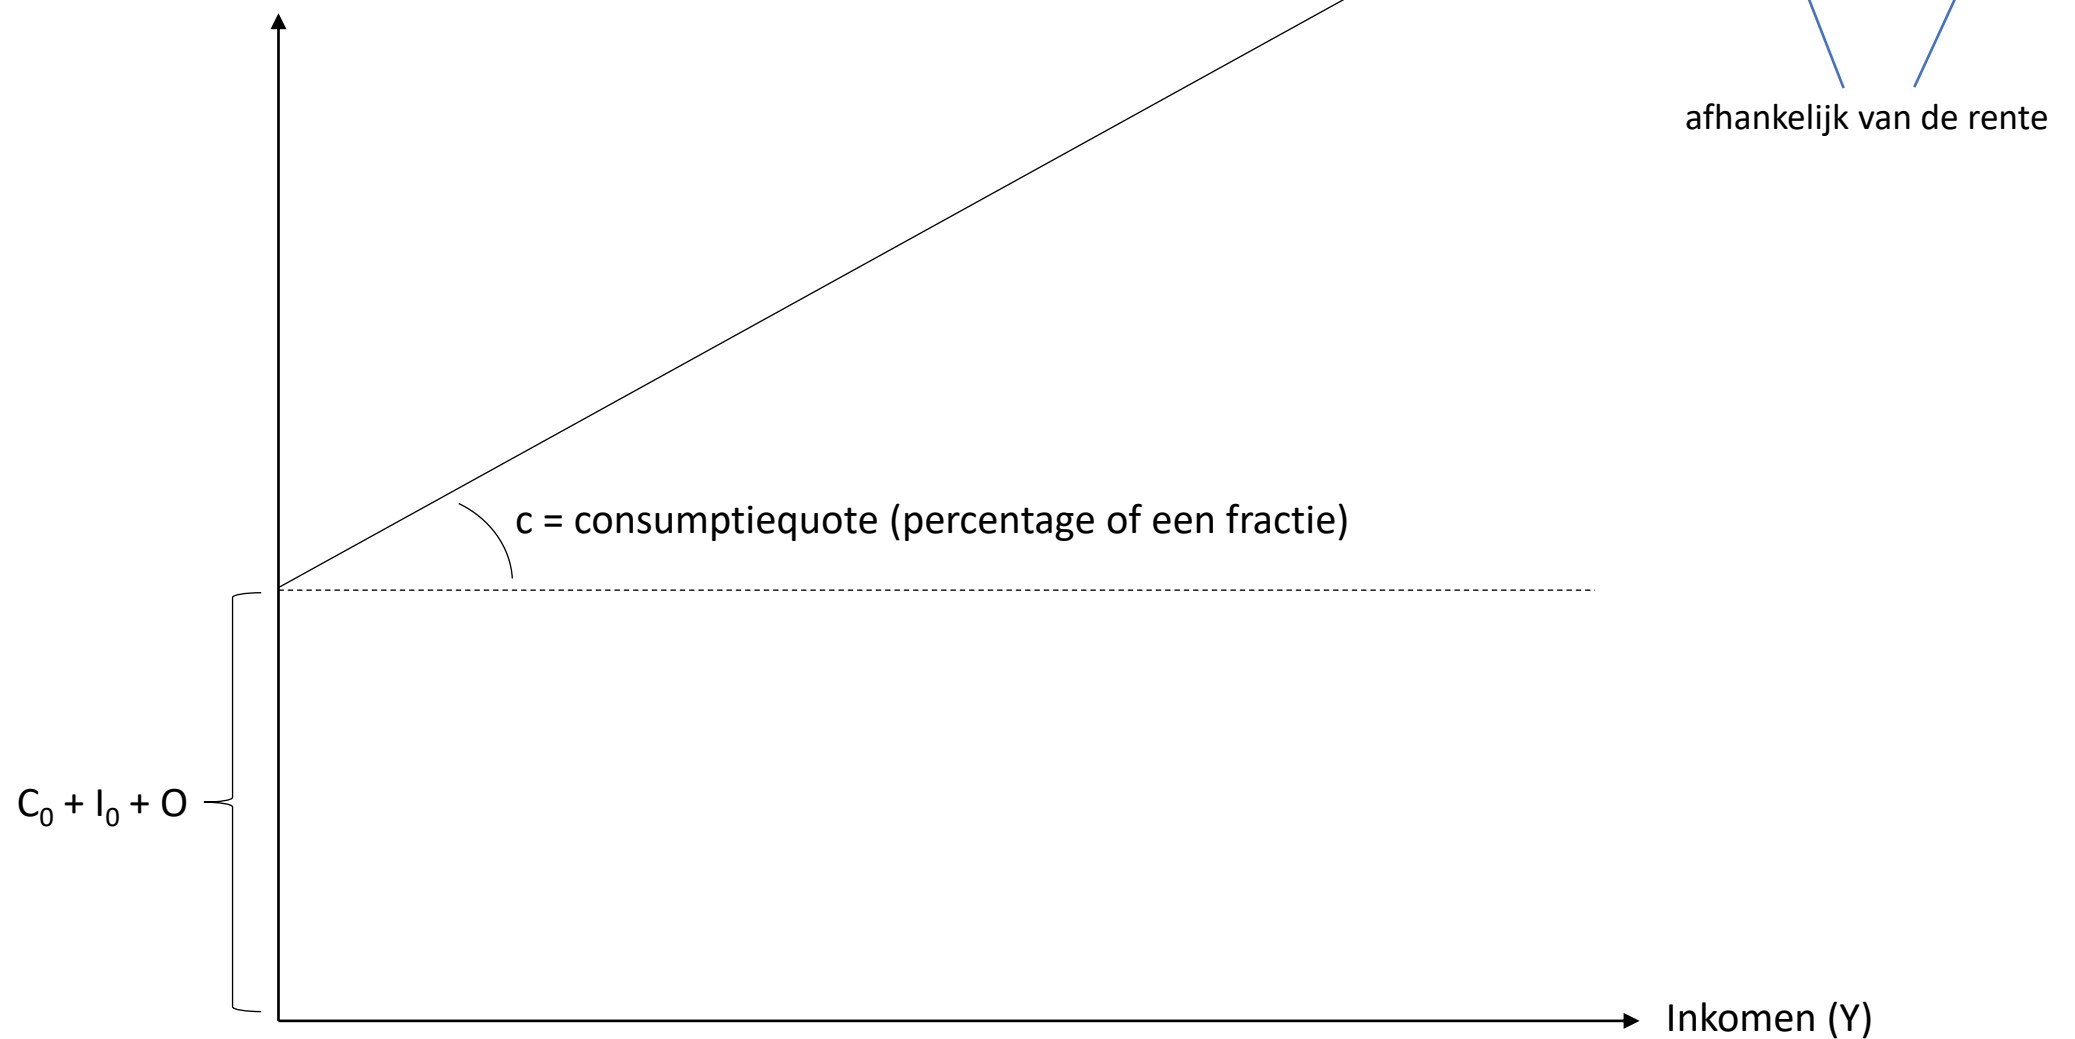 afhankelijk van de rente
c = consumptiequote (percentage of een fractie)
C₀ + I₀ + O
Inkomen (Y)